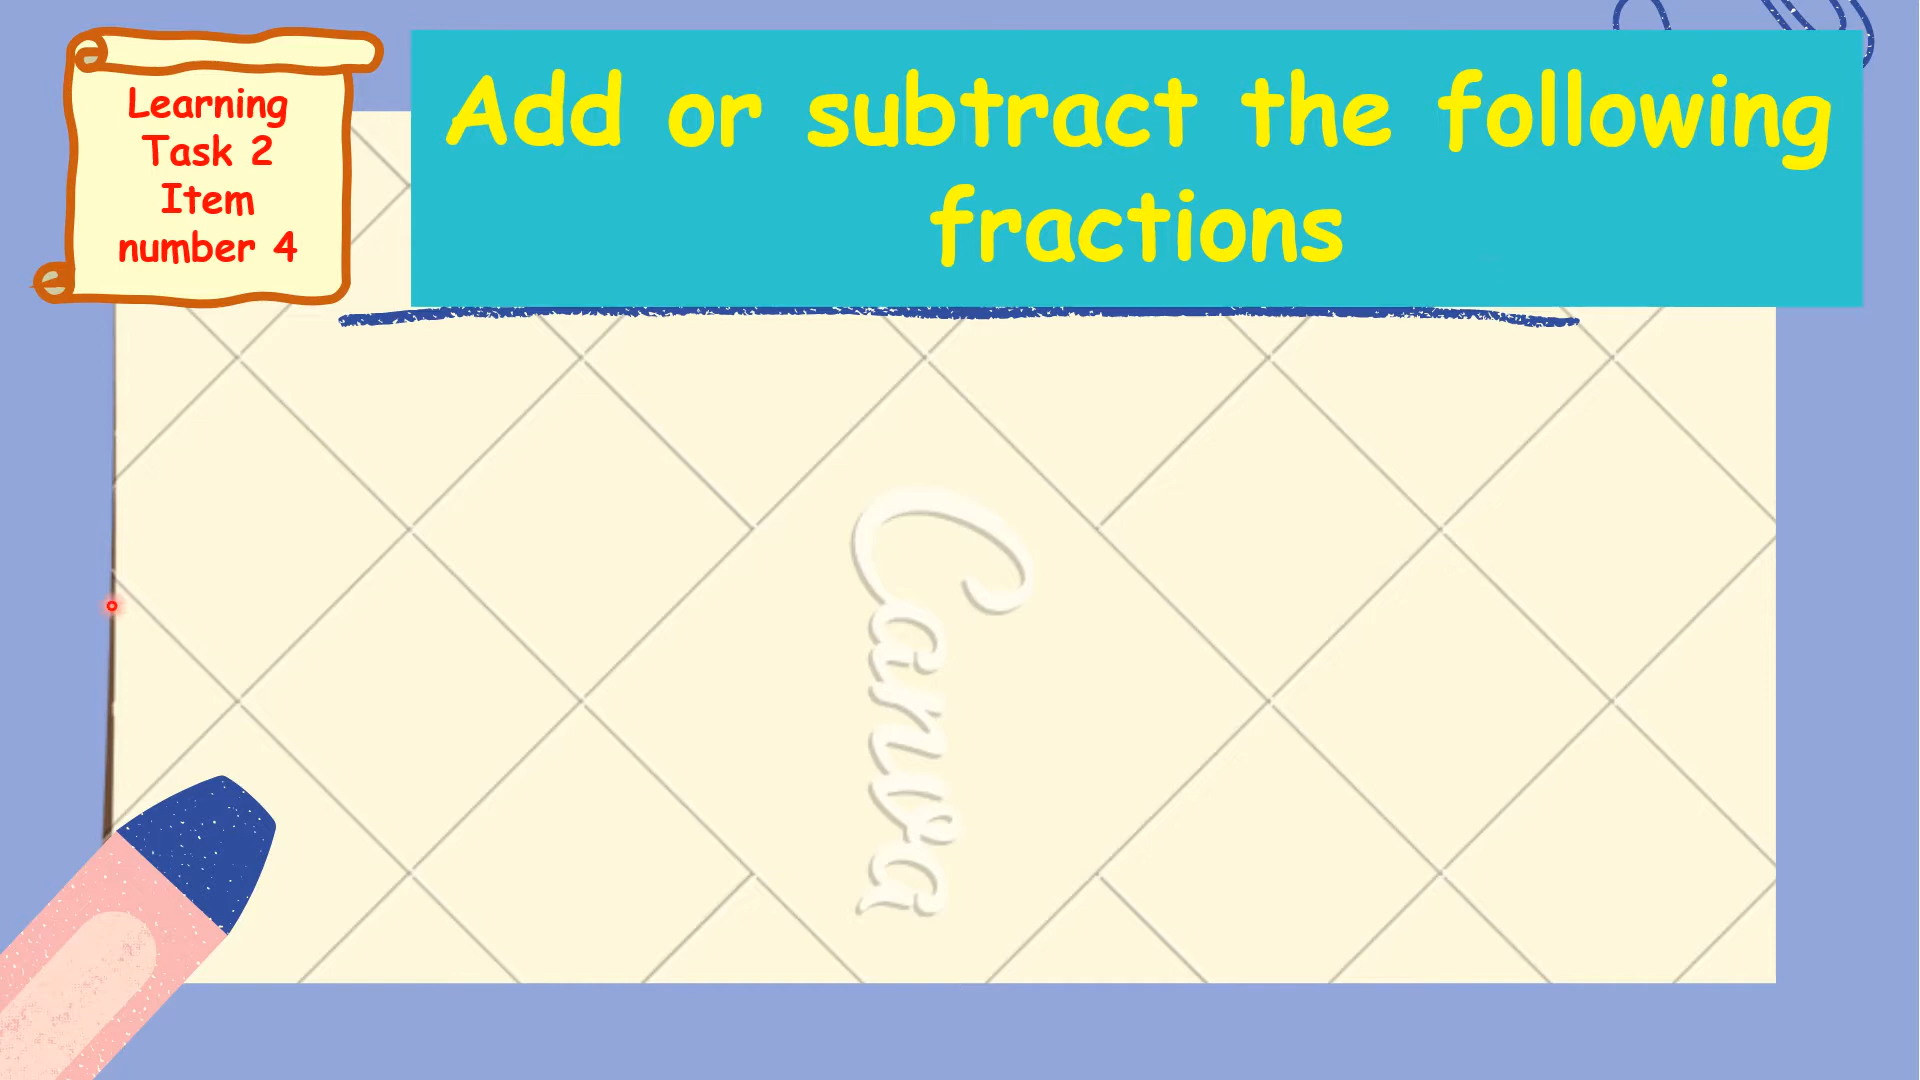 Learning
Task 2
Item
number 4
Add or subtract the following
fractions
Canva